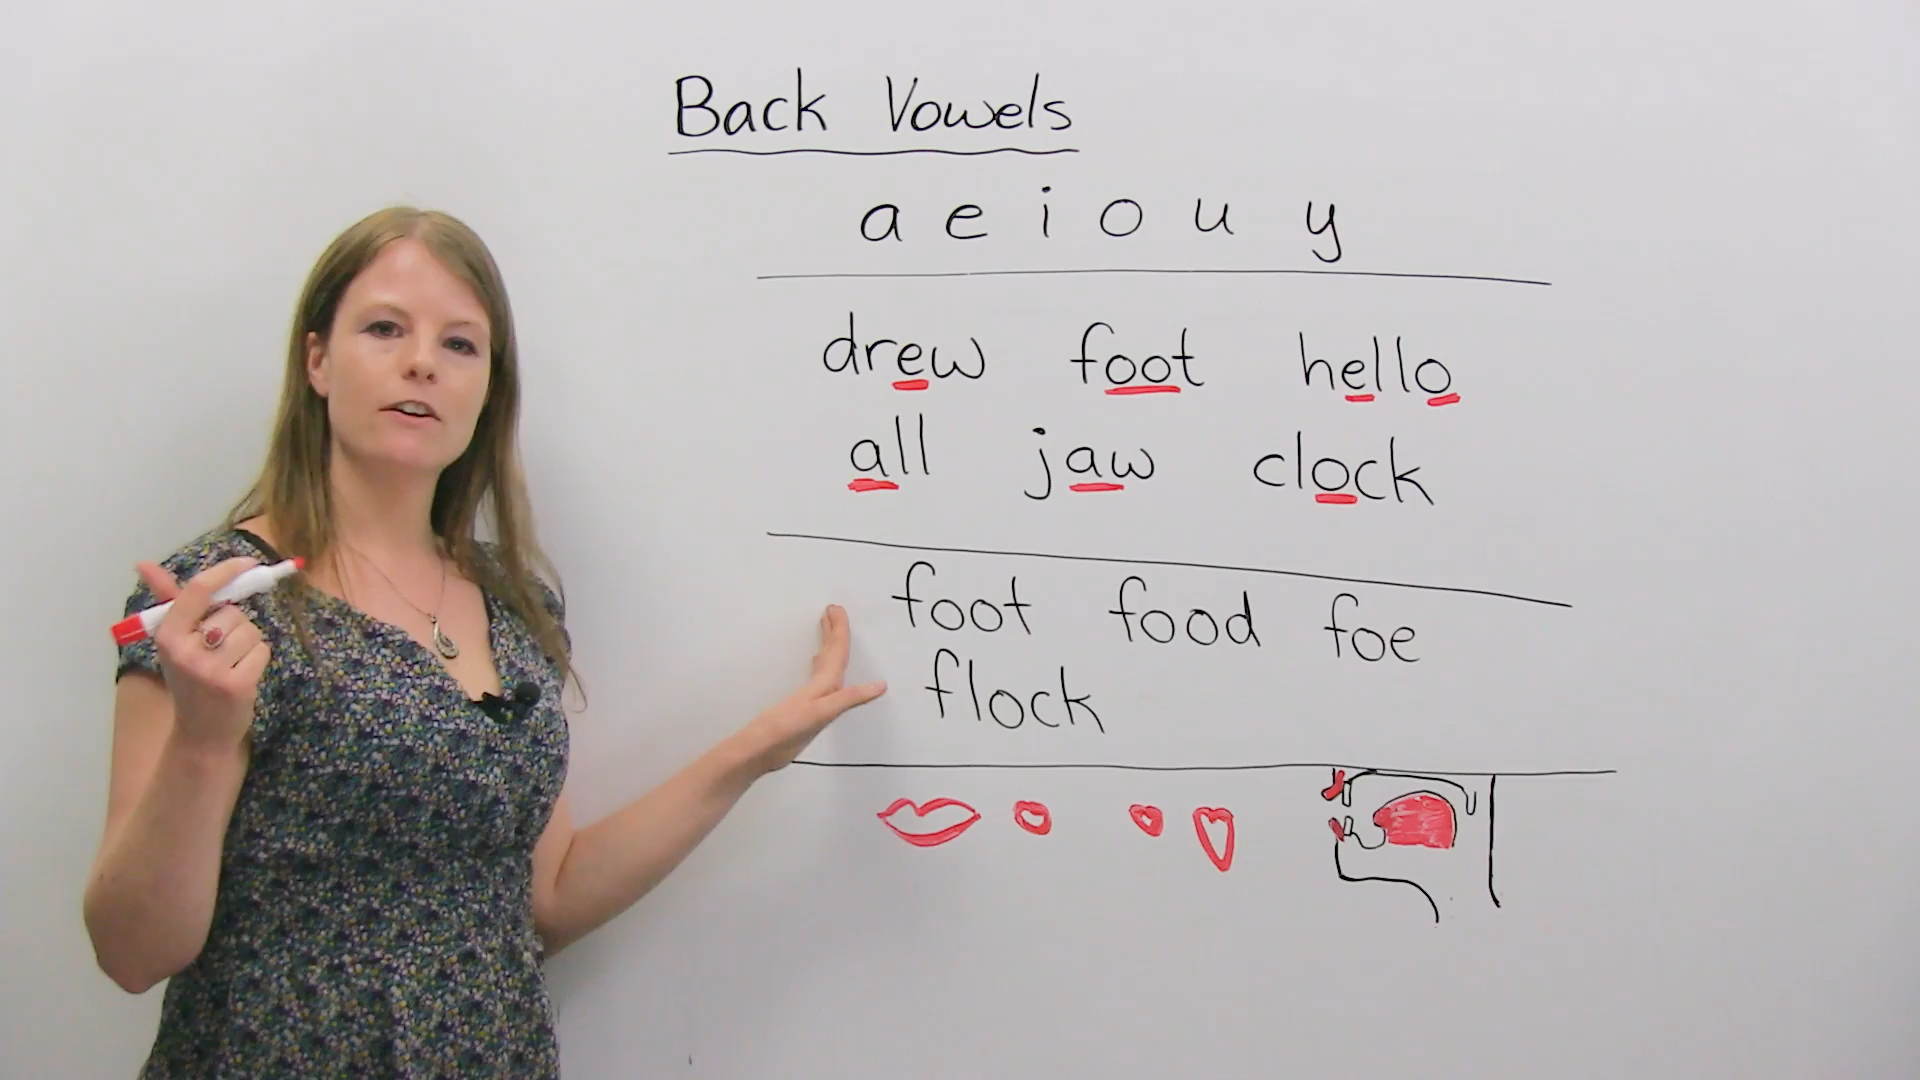 Back Vowels
a e i o u y
drew foot hello
all jaw clock
foot food foe
flock